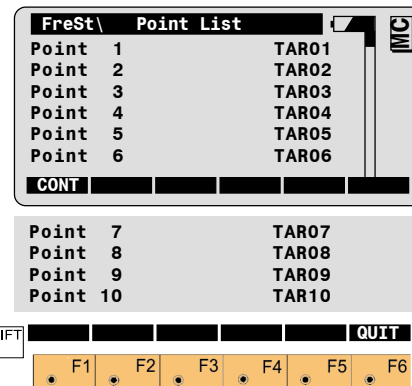 FreSt\ Point List
MC
Point 1 TAR01
Point 2 TAR02
Point 3 TAR03
Point 4 TAR04
Point 5 TAR05
Point 6 TAR06
CONT
Point 7 TAR07
Point 8 TAR08
Point 9 TAR09
Point 10 TAR10
IFT QUIT
F1 F2 F3 F4 F5 F6